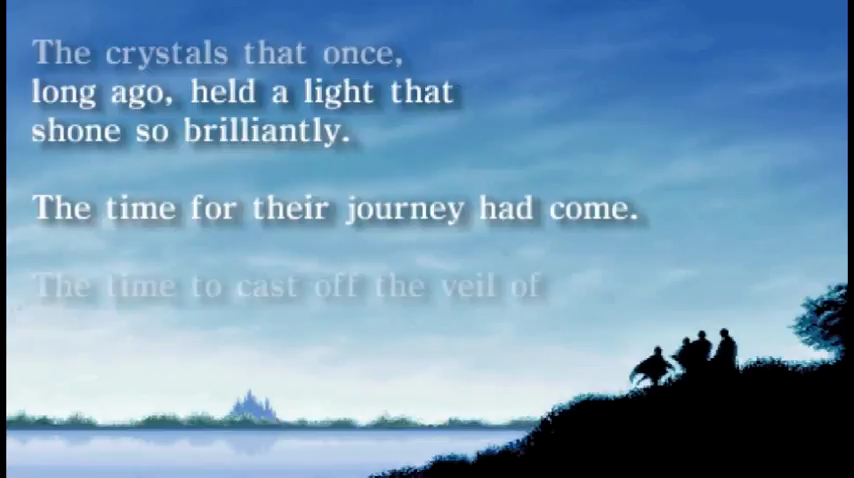 The crystals that once,
long ago, held a light that
shone so brilliantly.
The time for their journey had come.
The time to cast off the veil of